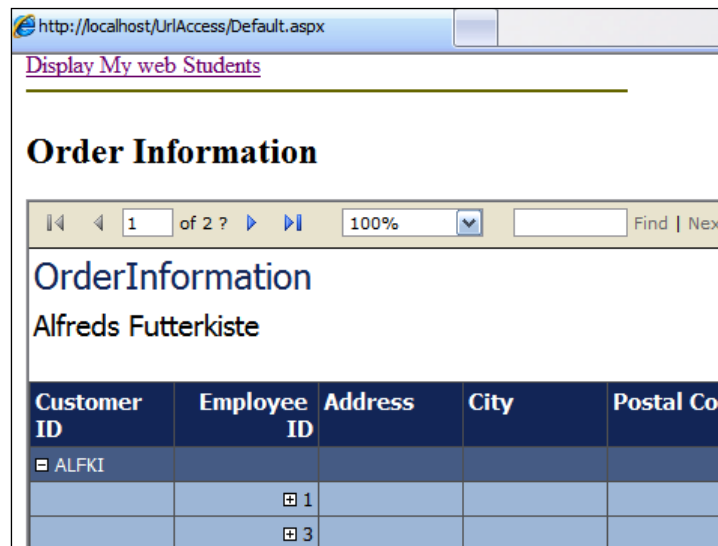 http://localhost/UrlAccess/Default.aspx
Display My web Students
Order Information
1 of 2 ? 100% Find | Nex
OrderInformation
Alfreds Futterkiste
Customer ID Employee ID Address City Postal Co
ALFKI
1
3